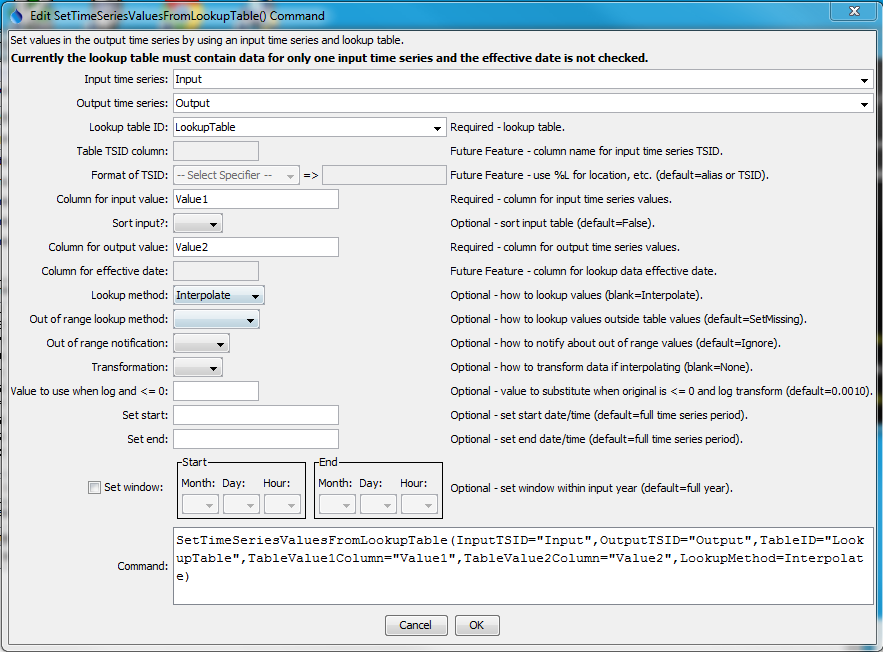 Edit SetTimeSeriesValuesFromLookupTable() Command
Set values in the output time series by using an input time series and lookup table.
Currently the lookup table must contain data for only one input time series and the effective date is not checked.
Input time series: Input
Output time series: Output
Lookup table ID: LookupTable Required - lookup table.
Table TSID column: Future Feature - column name for input time series TSID.
Format of TSID: -- Select Specifier -- => Future Feature - use %L for location, etc. (default=alias or TSID).
Column for input value: Value1 Required - column for input time series values.
Sort input?: Optional - sort input table (default=False).
Column for output value: Value2 Required - column for output time series values.
Column for effective date: Future Feature - column for lookup data effective date.
Lookup method: Interpolate Optional - how to lookup values (blank=Interpolate).
Out of range lookup method: Optional - how to lookup values outside table values (default=SetMissing).
Out of range notification: Optional - how to notify about out of range values (default=Ignore).
Transformation: Optional - how to transform data if interpolating (blank=None).
Value to use when log and <= 0: Optional - value to substitute when original is <= 0 and log transform (default=0.0010).
Set start: Optional - set start date/time (default=full time series period).
Set end: Optional - set end date/time (default=full time series period).
Start End
Month: Day: Hour: Month: Day: Hour:
Set window: Optional - set window within input year (default=full year).
SetTimeSeriesValuesFromLookupTable(InputTSID="Input",OutputTSID="Output",TableID="Look
upTable",TableValue1Column="Value1",TableValue2Column="Value2",LookupMethod=Interpolat
Command: e)
Cancel OK